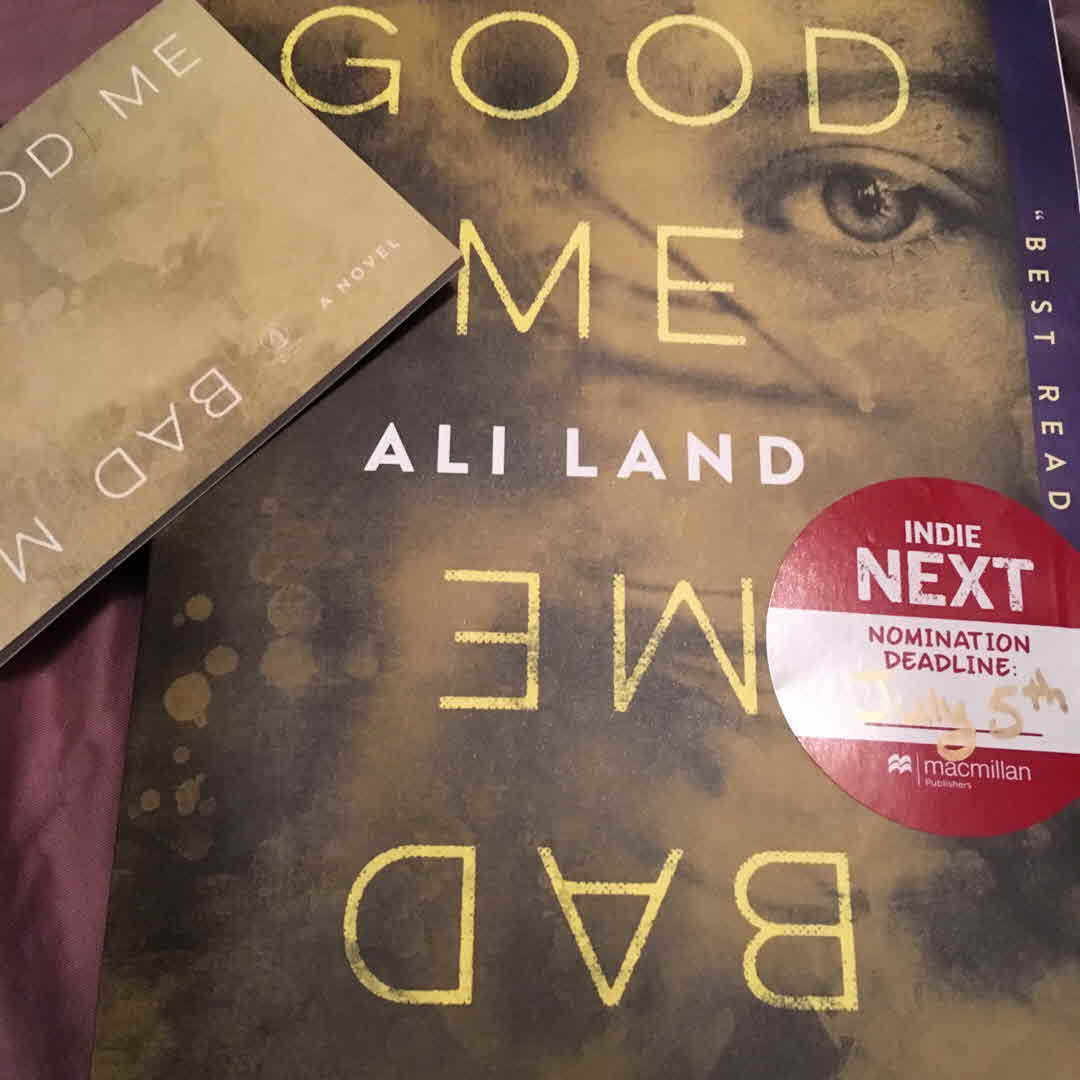 GOOD
ME
ALI LAND
BAD
ME
"BEST READ
INDIE
NEXT
NOMINATION
DEADLINE:
July 5th
macmillan
Publishers
OD ME
A NOVEL
BAD M